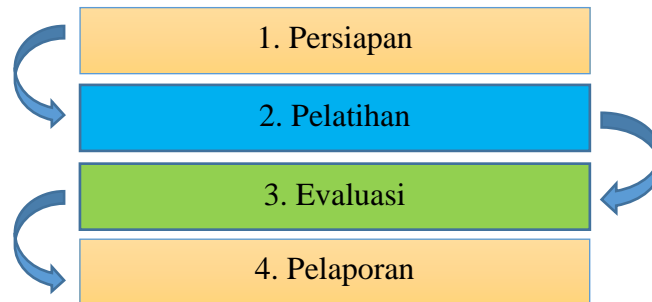 1. Persiapan
2. Pelatihan
3. Evaluasi
4. Pelaporan